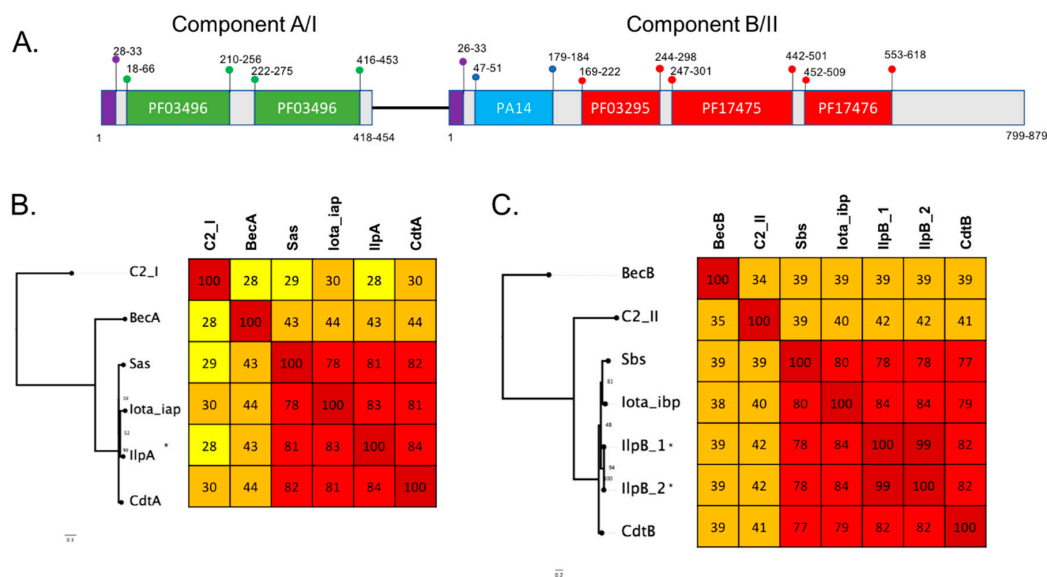 Component A/I
Component B/II
A.
28-33
18-66
210-256
222-275
416-453
26-33
47-51
179-184
169-222
244-298
247-301
442-501
452-509
553-618
PF03496
PF03496
PA14
PF03295
PF17475
PF17476
1
418-454
1
799-879
B.
C2_I
BecA
Sas
Iota_iap
IlpA
CdtA
C2_I
100 28 29 30 28 30
BecA
28 100 43 44 43 44
Sas
29 43 100 78 81 82
Iota_iap
30 44 78 100 83 81
IlpA *
28 43 81 83 100 84
CdtA
30 44 82 81 84 100
52
C.
BecB
C2_II
Sbs
Iota_ibp
IlpB_1
IlpB_2
CdtB
BecB
100 34 39 39 39 39 39
C2_II
35 100 39 40 42 42 41
Sbs
39 39 100 80 78 78 77
81
Iota_ibp
38 40 80 100 84 84 79
48
IlpB_1 *
39 42 78 84 100 99 82
94
100
IlpB_2 *
39 42 78 84 99 100 82
CdtB
39 41 77 79 82 82 100
0.2